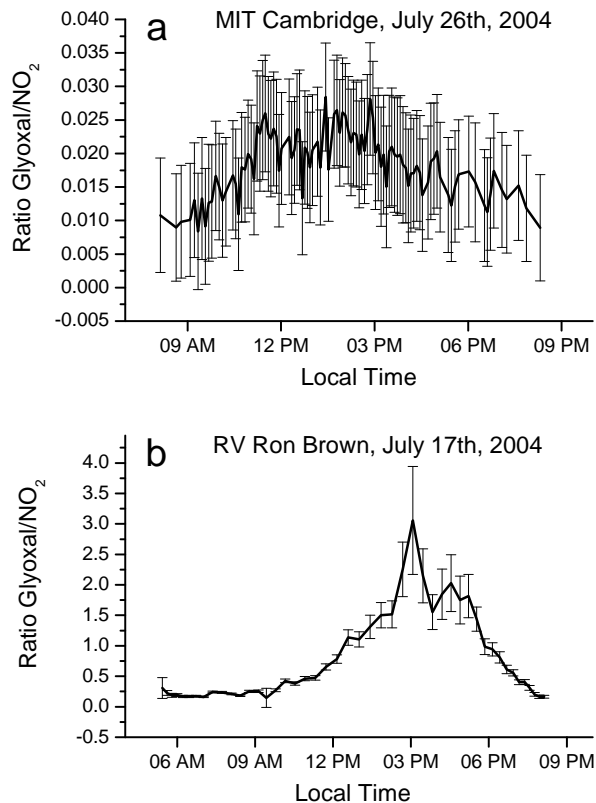 a
MIT Cambridge, July 26th, 2004
0.040
0.035
0.030
0.025
0.020
0.015
0.010
0.005
0.000
-0.005
Ratio Glyoxal/NO₂
09 AM 12 PM 03 PM 06 PM 09 PM
Local Time
b
RV Ron Brown, July 17th, 2004
4.0
3.5
3.0
2.5
2.0
1.5
1.0
0.5
0.0
-0.5
Ratio Glyoxal/NO₂
06 AM 09 AM 12 PM 03 PM 06 PM 09 PM
Local Time